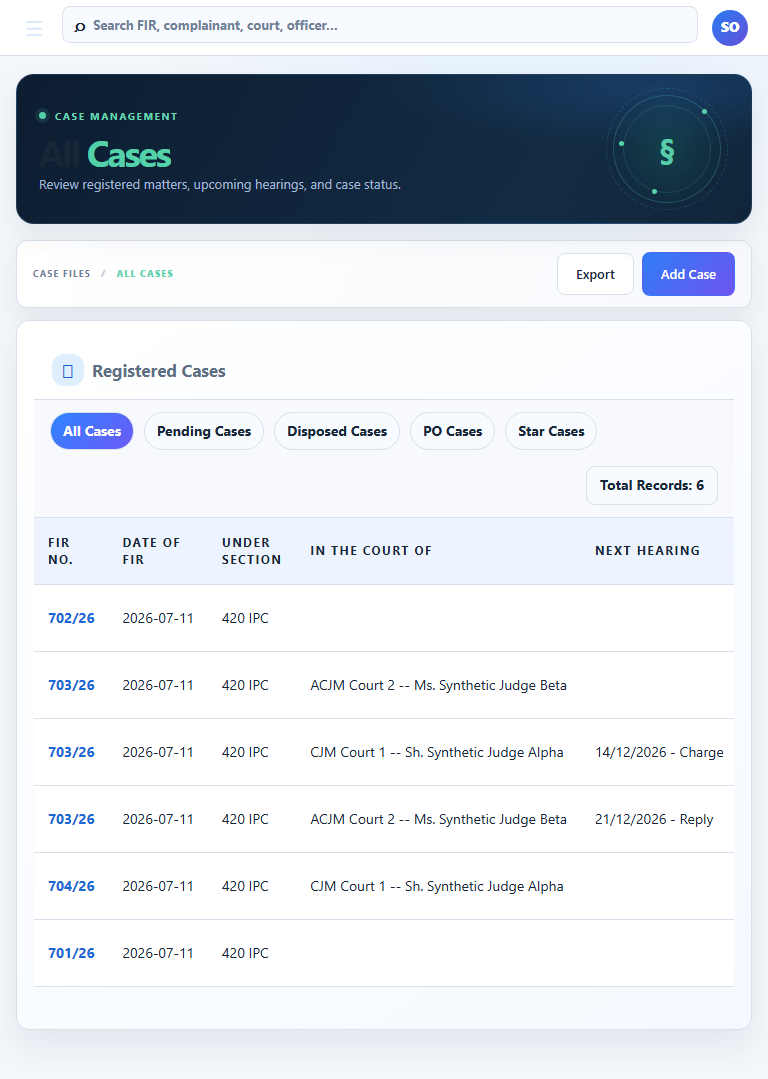 Search FIR, complainant, court, officer...
SO
CASE MANAGEMENT
All Cases
Review registered matters, upcoming hearings, and case status.
§
CASE FILES / ALL CASES
Export
Add Case
Registered Cases
All Cases
Pending Cases
Disposed Cases
PO Cases
Star Cases
Total Records: 6
FIR NO. DATE OF FIR UNDER SECTION IN THE COURT OF NEXT HEARING
702/26 2026-07-11 420 IPC
703/26 2026-07-11 420 IPC ACJM Court 2 -- Ms. Synthetic Judge Beta
703/26 2026-07-11 420 IPC CJM Court 1 -- Sh. Synthetic Judge Alpha 14/12/2026 - Charge
703/26 2026-07-11 420 IPC ACJM Court 2 -- Ms. Synthetic Judge Beta 21/12/2026 - Reply
704/26 2026-07-11 420 IPC CJM Court 1 -- Sh. Synthetic Judge Alpha
701/26 2026-07-11 420 IPC